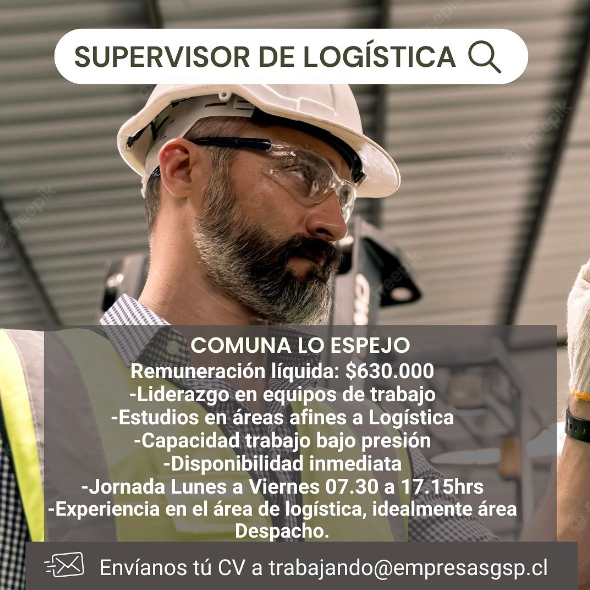 SUPERVISOR DE LOGÍSTICA
COMUNA LO ESPEJO
Remuneración líquida: $630.000
-Liderazgo en equipos de trabajo
-Estudios en áreas afines a Logística
-Capacidad trabajo bajo presión
-Disponibilidad inmediata
-Jornada Lunes a Viernes 07.30 a 17.15hrs
-Experiencia en el área de logística, idealmente área
Despacho.
Envíanos tú CV a trabajando@empresasgsp.cl